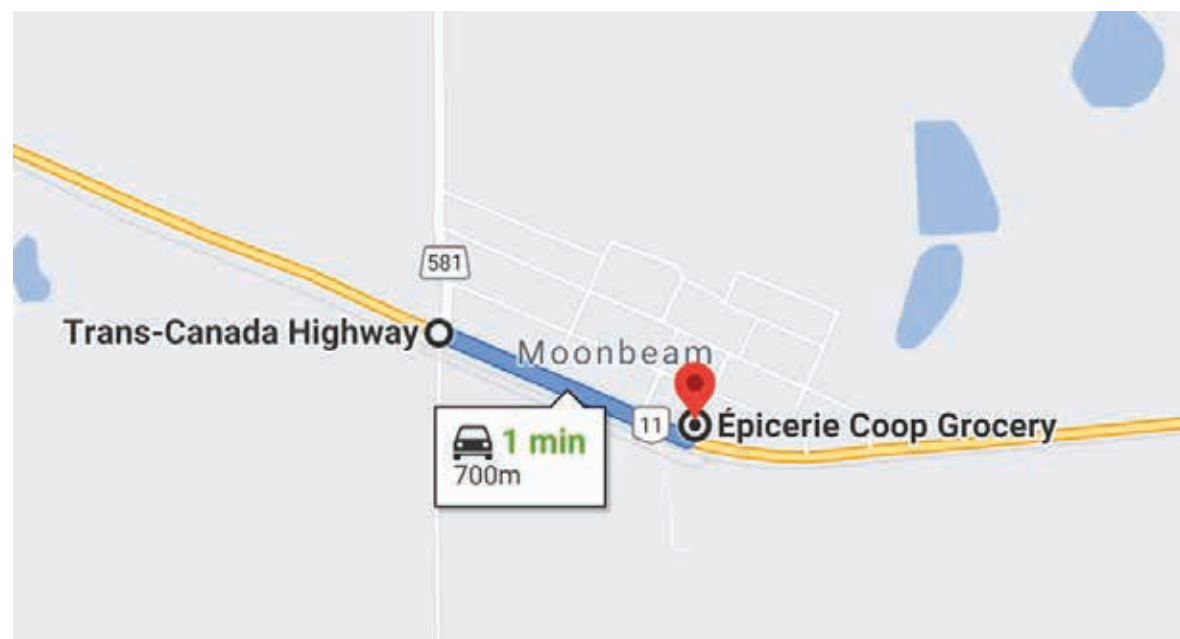 581
Trans-Canada Highway
Moonbeam
11
Épicerie Coop Grocery
1 min
700m